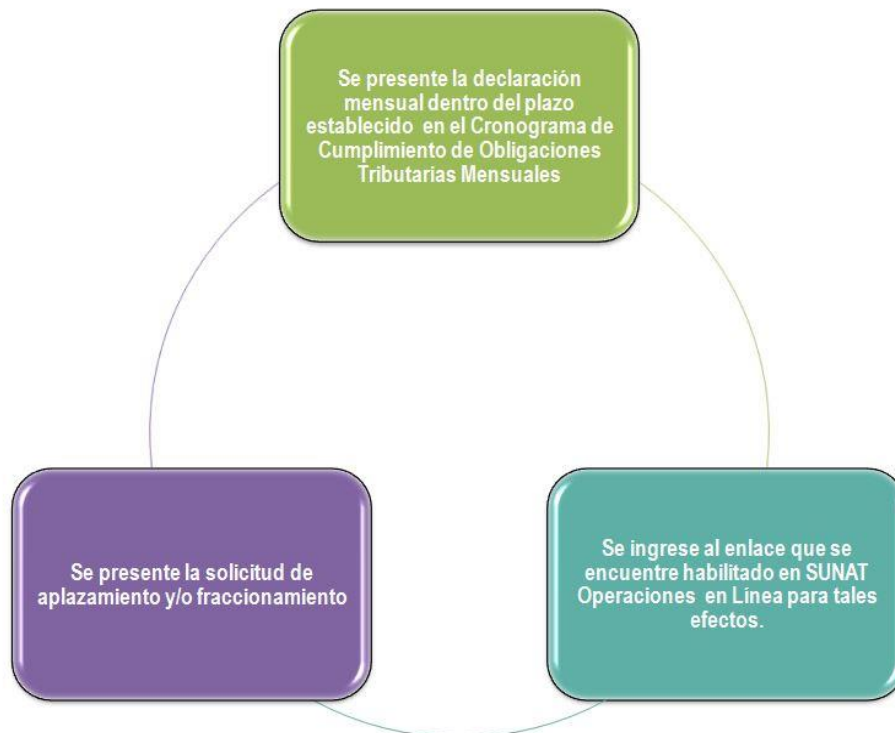 Se presente la declaración
mensual dentro del plazo
establecido en el Cronograma de
Cumplimiento de Obligaciones
Tributarias Mensuales
Se ingrese al enlace que se
encuentre habilitado en SUNAT
Operaciones en Línea para tales
efectos.
Se presente la solicitud de
aplazamiento y/o fraccionamiento